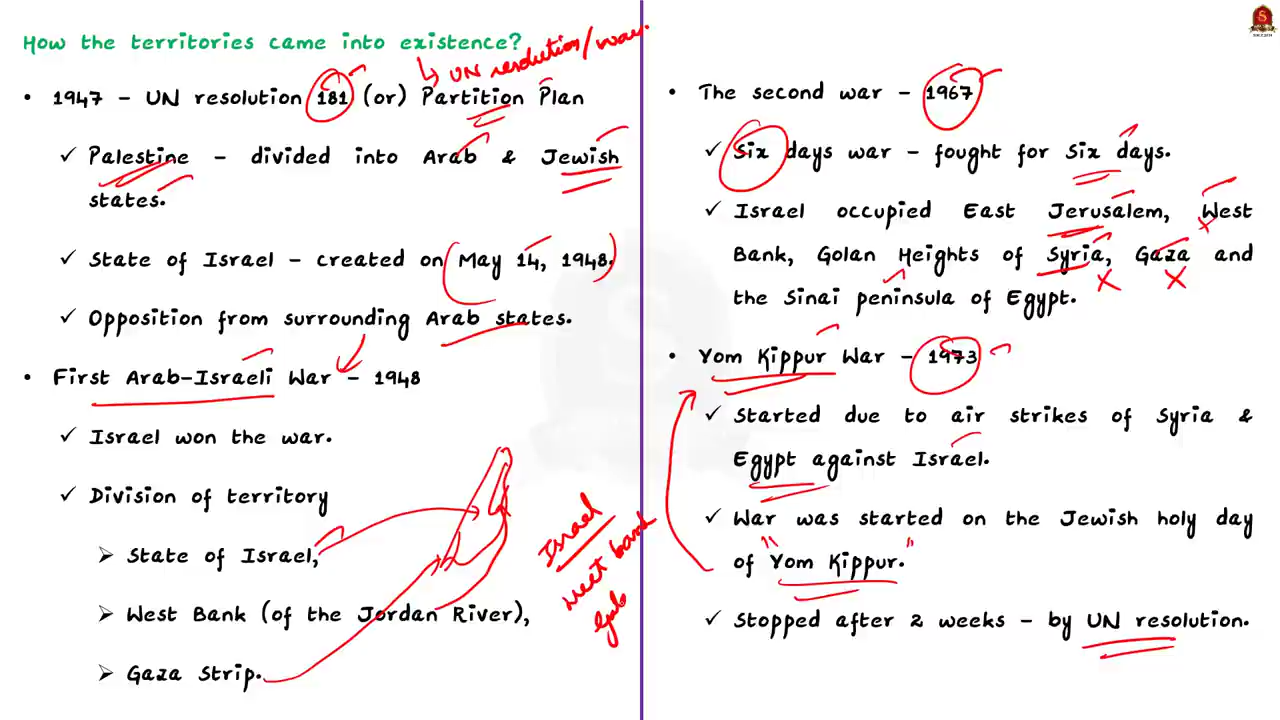 How the territories came into existence?
↳ UN resolution/war.
• 1947 – UN resolution 181 (or) Partition Plan
✓ Palestine – divided into Arab & Jewish
states.
✓ State of Israel – created on May 14, 1948.
✓ Opposition from surrounding Arab states.
• First Arab-Israeli War – 1948
✓ Israel won the war.
✓ Division of territory
➢ State of Israel,
➢ West Bank (of the Jordan River),
➢ Gaza Strip.
Israel
West bank
• The second war – 1967
✓ Six days war – fought for Six days.
✓ Israel occupied East Jerusalem, West
Bank, Golan Heights of Syria, Gaza and
the Sinai peninsula of Egypt.
• Yom Kippur War – 1973
✓ Started due to air strikes of Syria &
Egypt against Israel.
✓ War was started on the Jewish holy day
of "Yom Kippur."
✓ Stopped after 2 weeks – by UN resolution.